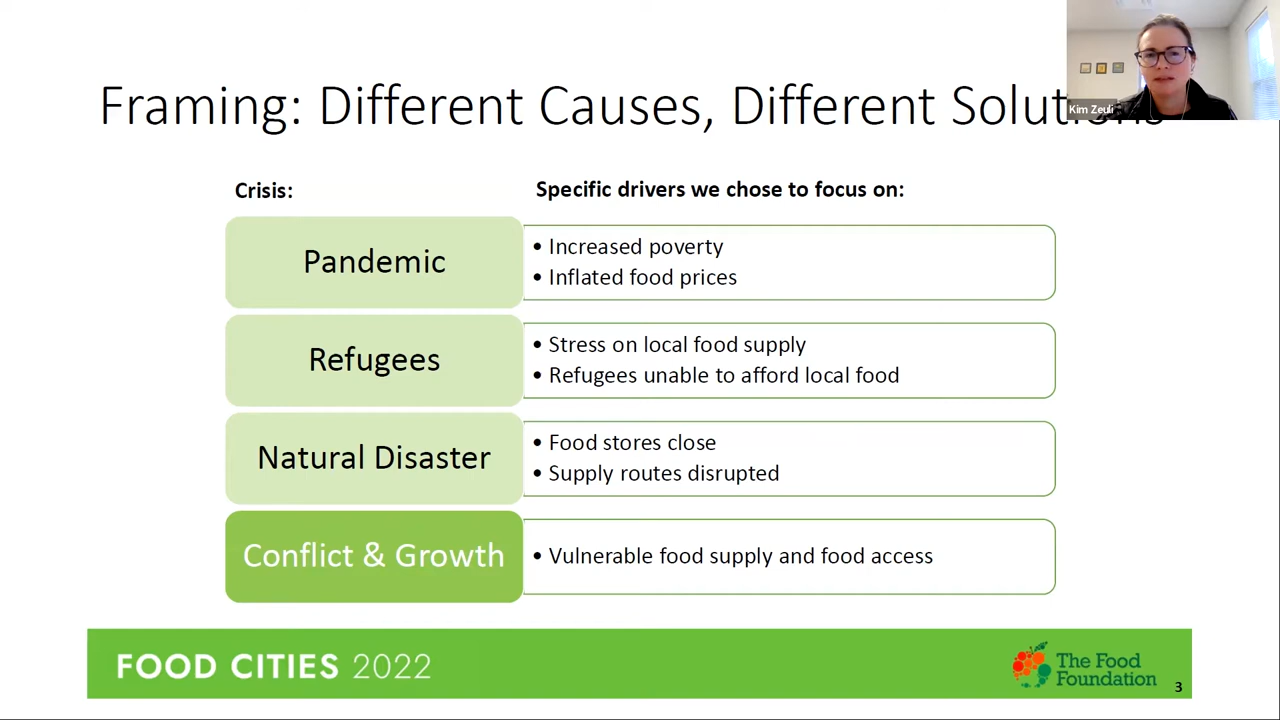 Framing: Different Causes, Different Solutions
Kim Zeuli
Crisis:
Specific drivers we chose to focus on:
Pandemic
• Increased poverty
• Inflated food prices
Refugees
• Stress on local food supply
• Refugees unable to afford local food
Natural Disaster
• Food stores close
• Supply routes disrupted
Conflict & Growth
• Vulnerable food supply and food access
FOOD CITIES 2022
The Food
Foundation
3